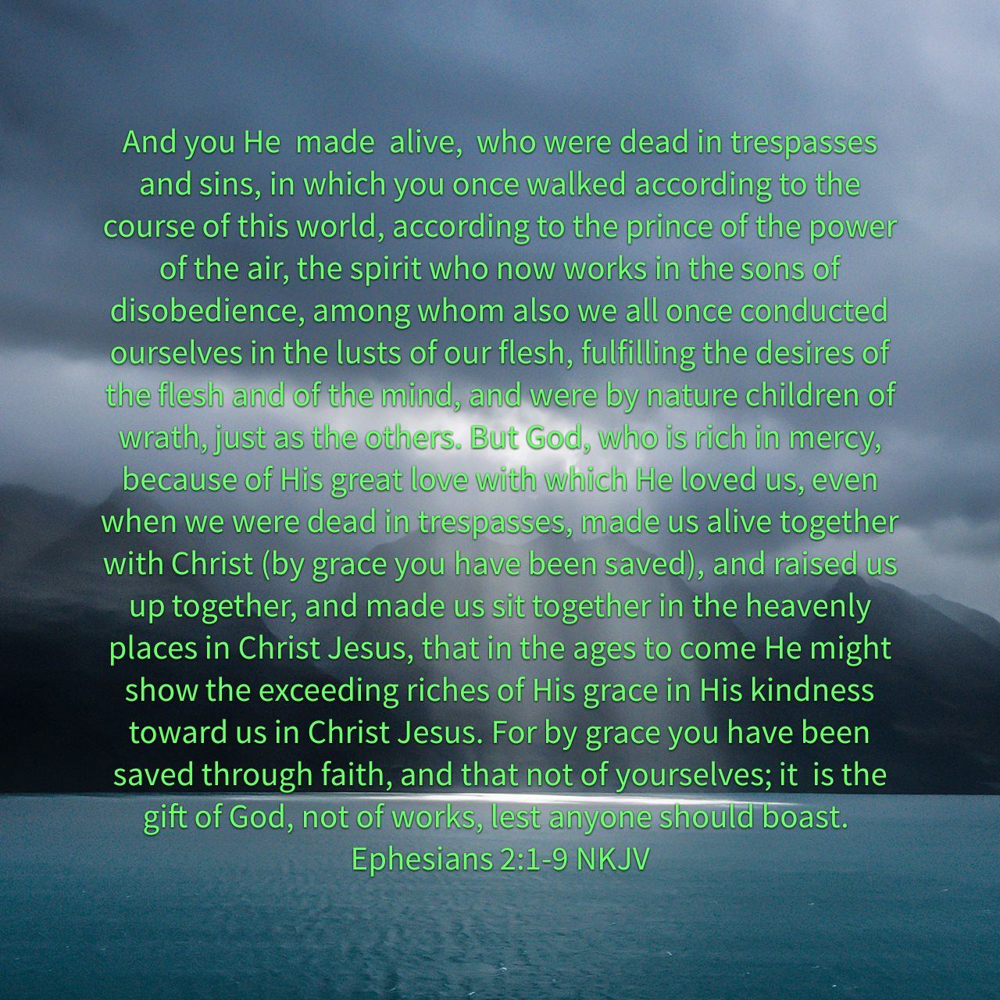 And you He  made  alive,  who were dead in trespasses
and sins, in which you once walked according to the
course of this world, according to the prince of the power
of the air, the spirit who now works in the sons of
disobedience, among whom also we all once conducted
ourselves in the lusts of our flesh, fulfilling the desires of
the flesh and of the mind, and were by nature children of
wrath, just as the others. But God, who is rich in mercy,
because of His great love with which He loved us, even
when we were dead in trespasses, made us alive together
with Christ (by grace you have been saved), and raised us
up together, and made us sit together in the heavenly
places in Christ Jesus, that in the ages to come He might
show the exceeding riches of His grace in His kindness
toward us in Christ Jesus. For by grace you have been
saved through faith, and that not of yourselves; it  is the
gift of God, not of works, lest anyone should boast.
Ephesians 2:1-9 NKJV